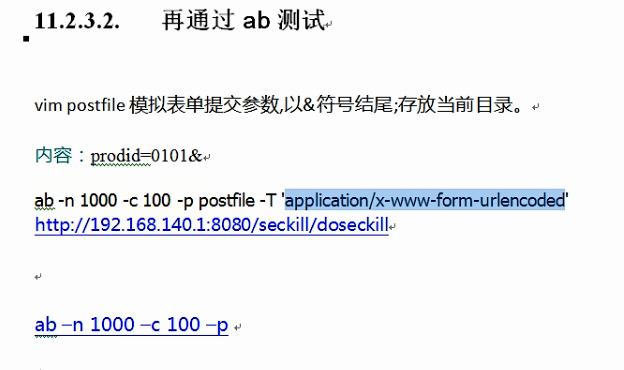 11.2.3.2. 再通过 ab 测试
vim postfile 模拟表单提交参数,以&符号结尾;存放当前目录。
内容：prodid=0101&
ab -n 1000 -c 100 -p postfile -T 'application/x-www-form-urlencoded'
http://192.168.140.1:8080/seckill/doseckill
ab –n 1000 –c 100 –p